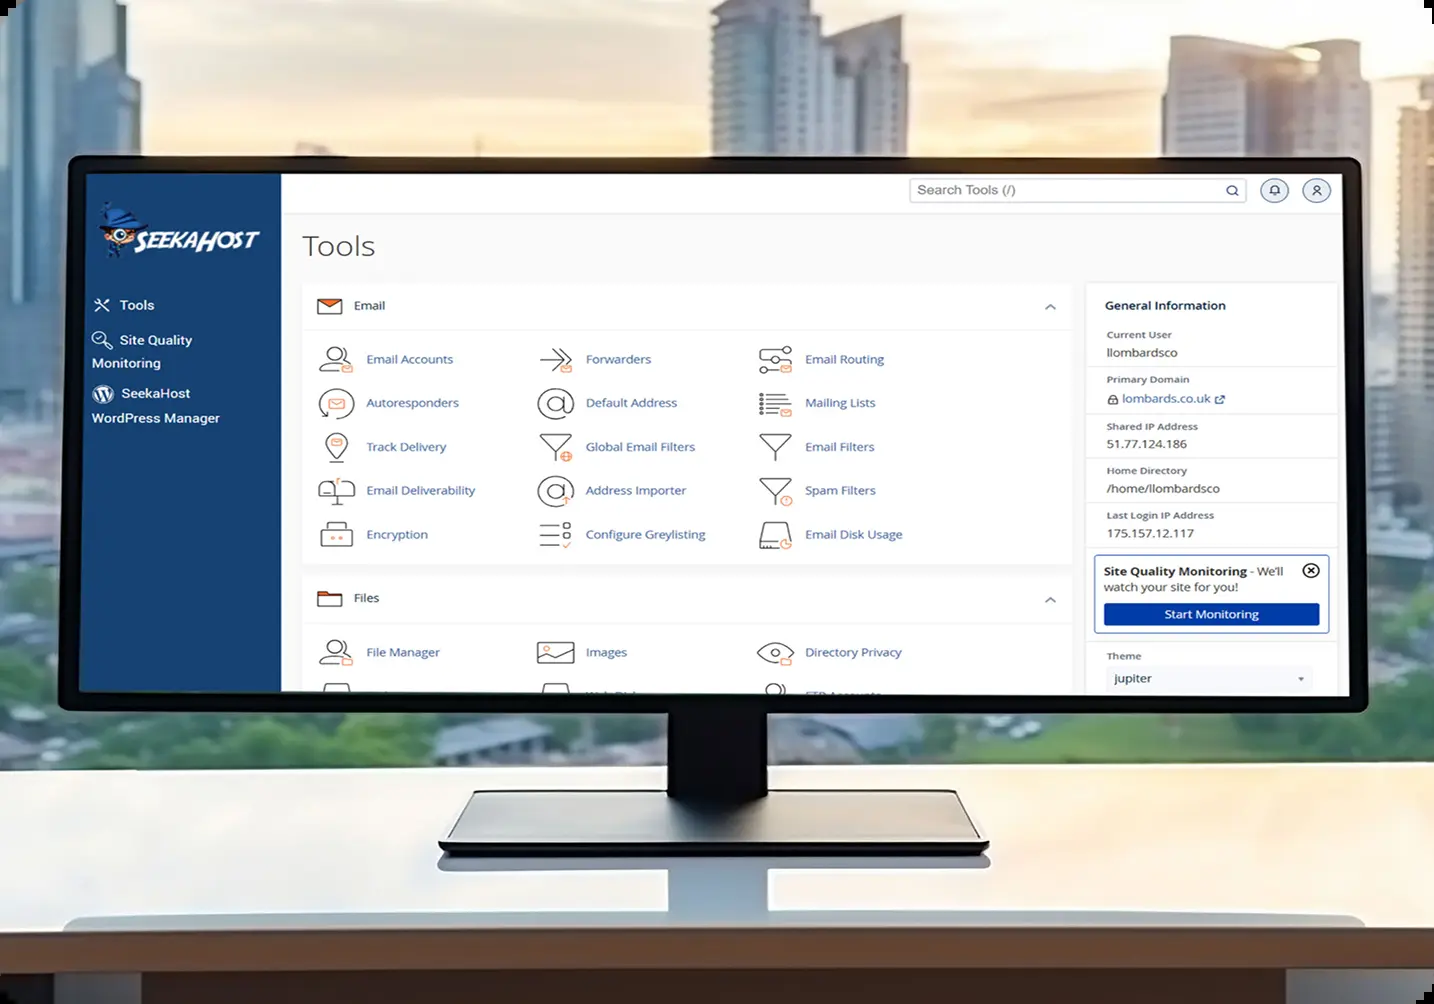 Search Tools (/)
SEEKAHOST
Tools
Tools
Site Quality
Monitoring
SeekaHost
WordPress Manager
Email
Email Accounts
Forwarders
Email Routing
Autoresponders
Default Address
Mailing Lists
Track Delivery
Global Email Filters
Email Filters
Email Deliverability
Address Importer
Spam Filters
Encryption
Configure Greylisting
Email Disk Usage
Files
File Manager
Images
Directory Privacy
General Information
Current User
llombardsco
Primary Domain
lombards.co.uk
Shared IP Address
51.77.124.186
Home Directory
/home/llombardsco
Last Login IP Address
175.157.12.117
Site Quality Monitoring - We'll
watch your site for you!
Start Monitoring
Theme
jupiter